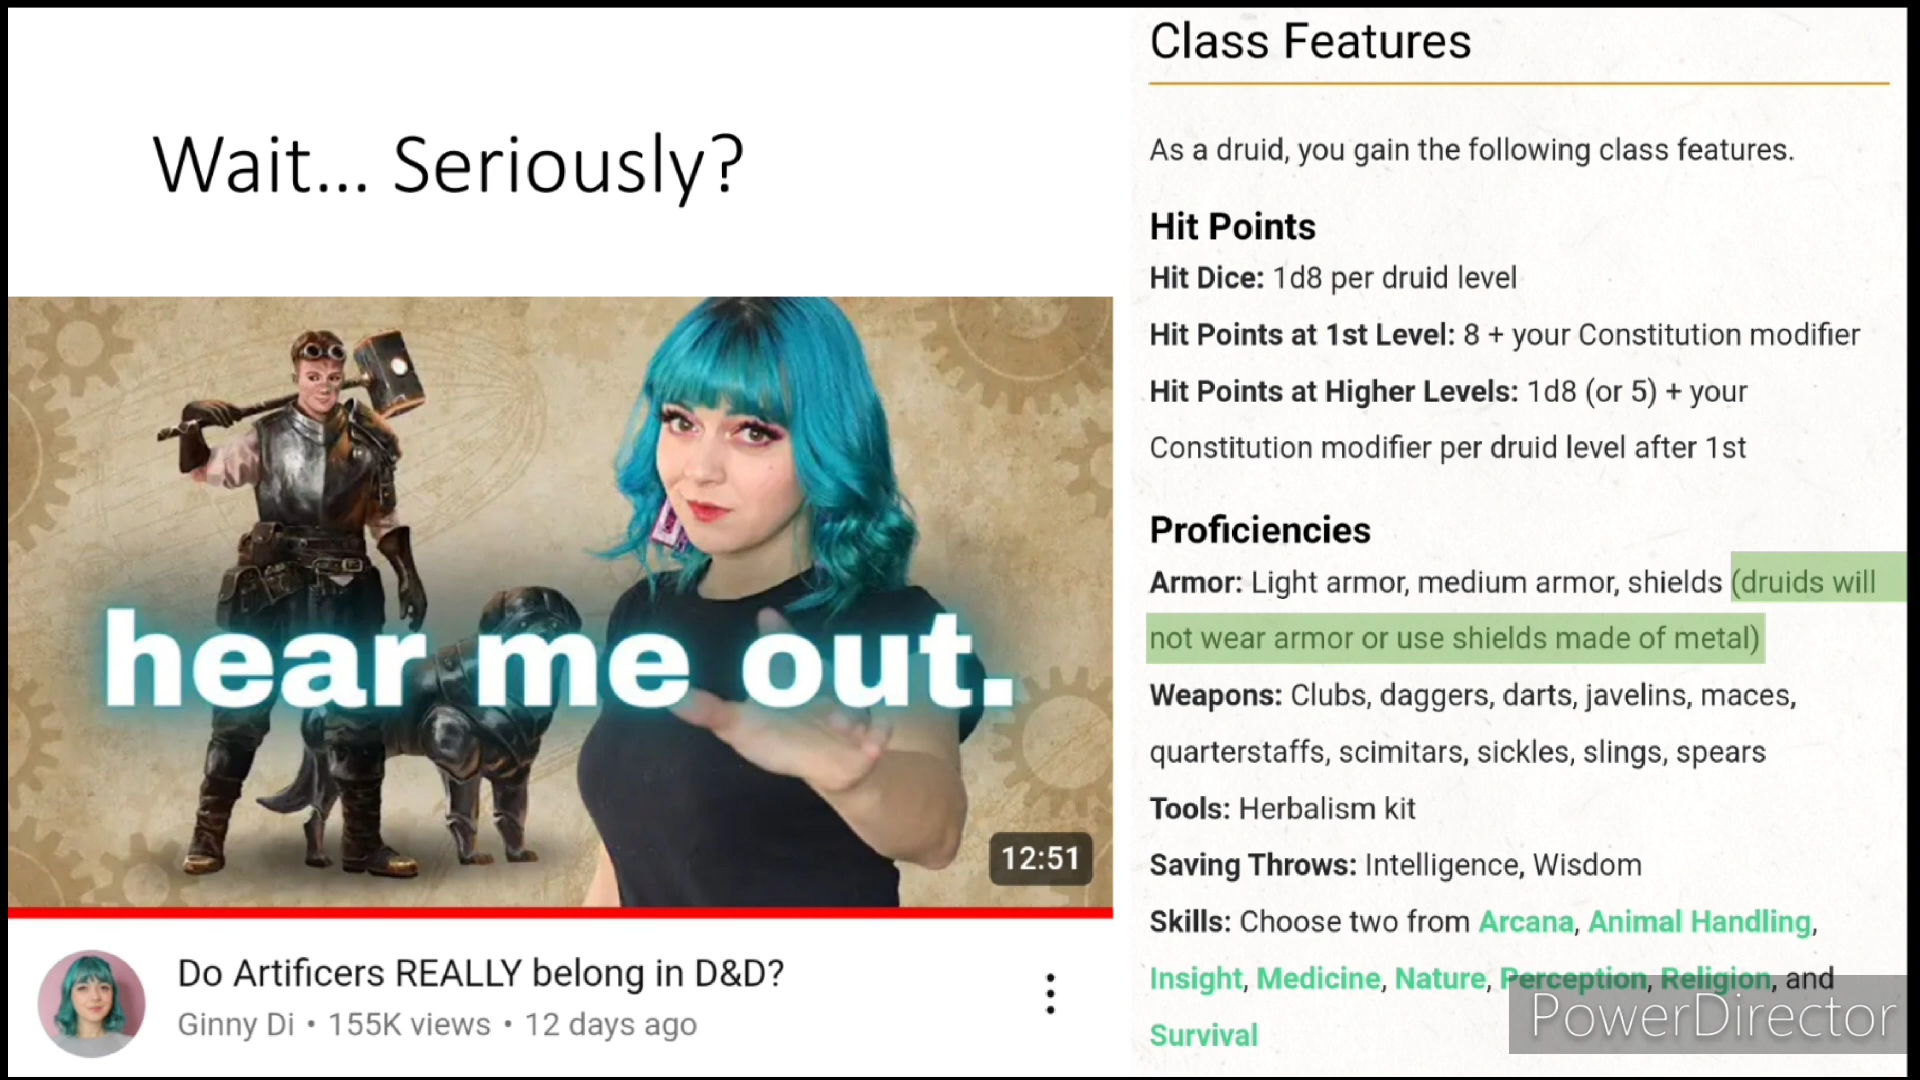 Wait... Seriously?
hear me out.
12:51
Do Artificers REALLY belong in D&D?
Ginny Di • 155K views • 12 days ago
Class Features
As a druid, you gain the following class features.
Hit Points
Hit Dice: 1d8 per druid level
Hit Points at 1st Level: 8 + your Constitution modifier
Hit Points at Higher Levels: 1d8 (or 5) + your
Constitution modifier per druid level after 1st
Proficiencies
Armor: Light armor, medium armor, shields (druids will
not wear armor or use shields made of metal)
Weapons: Clubs, daggers, darts, javelins, maces,
quarterstaffs, scimitars, sickles, slings, spears
Tools: Herbalism kit
Saving Throws: Intelligence, Wisdom
Skills: Choose two from Arcana, Animal Handling,
Insight, Medicine, Nature, Perception, Religion, and
Survival
PowerDirector